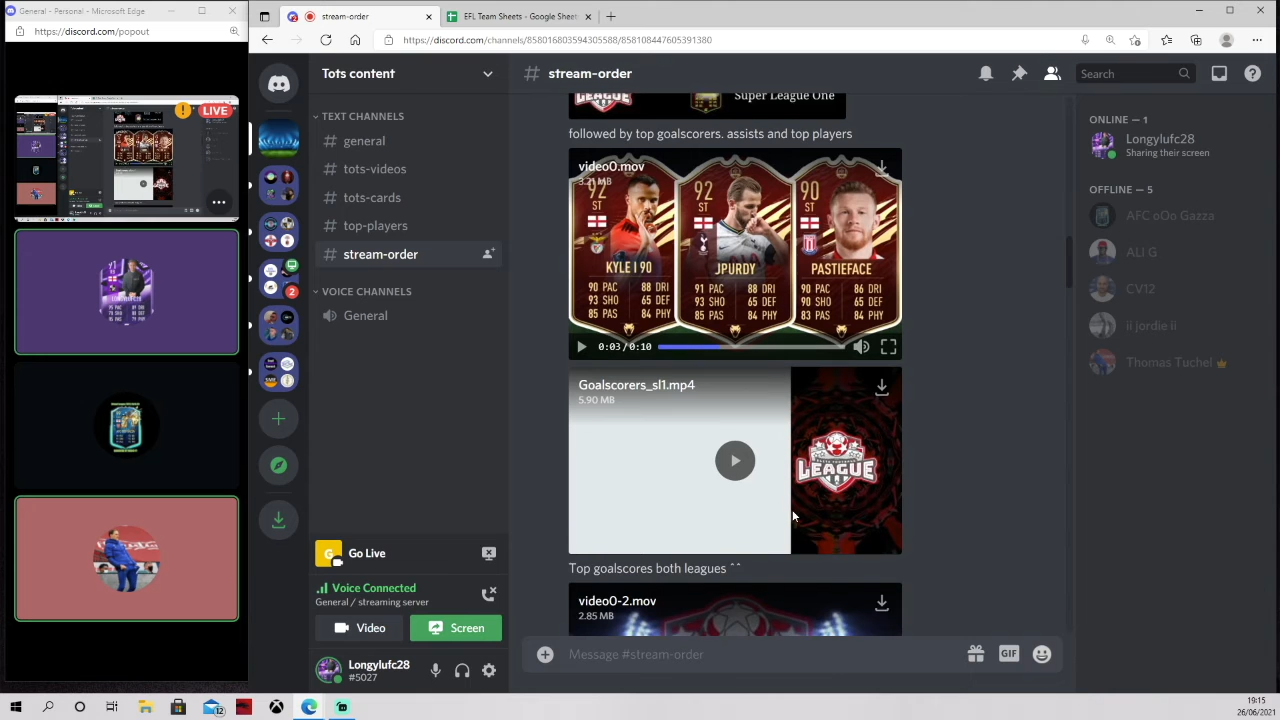 General - Personal - Microsoft Edge
https://discord.com/popout
LIVE
stream-order
EFL Team Sheets - Google Sheets
https://discord.com/channels/858016803594305588/858108447605391380
Tots content
stream-order
Search
TEXT CHANNELS
general
tots-videos
tots-cards
top-players
stream-order
VOICE CHANNELS
General
2
Go Live
G
Voice Connected
General / streaming server
Video
Screen
Longylufc28
#5027
Super League One
followed by top goalscorers. assists and top players
video0.mov
3.21 MB
92
ST
92
ST
90
ST
KYLE I 90
JPURDY
PASTIEFACE
90 PAC 88 DRI
93 SHO 65 DEF
85 PAS 84 PHY
91 PAC 88 DRI
93 SHO 65 DEF
85 PAS 84 PHY
90 PAC 86 DRI
90 SHO 65 DEF
83 PAS 84 PHY
0:03/0:10
Goalscorers_sl1.mp4
5.90 MB
LEAGUE
Top goalscores both leagues ^^
video0-2.mov
2.85 MB
Message #stream-order
GIF
ONLINE — 1
Longylufc28
Sharing their screen
OFFLINE — 5
AFC oOo Gazza
ALI G
CV12
ii jordie ii
Thomas Tuchel
12
19:15
26/06/2021